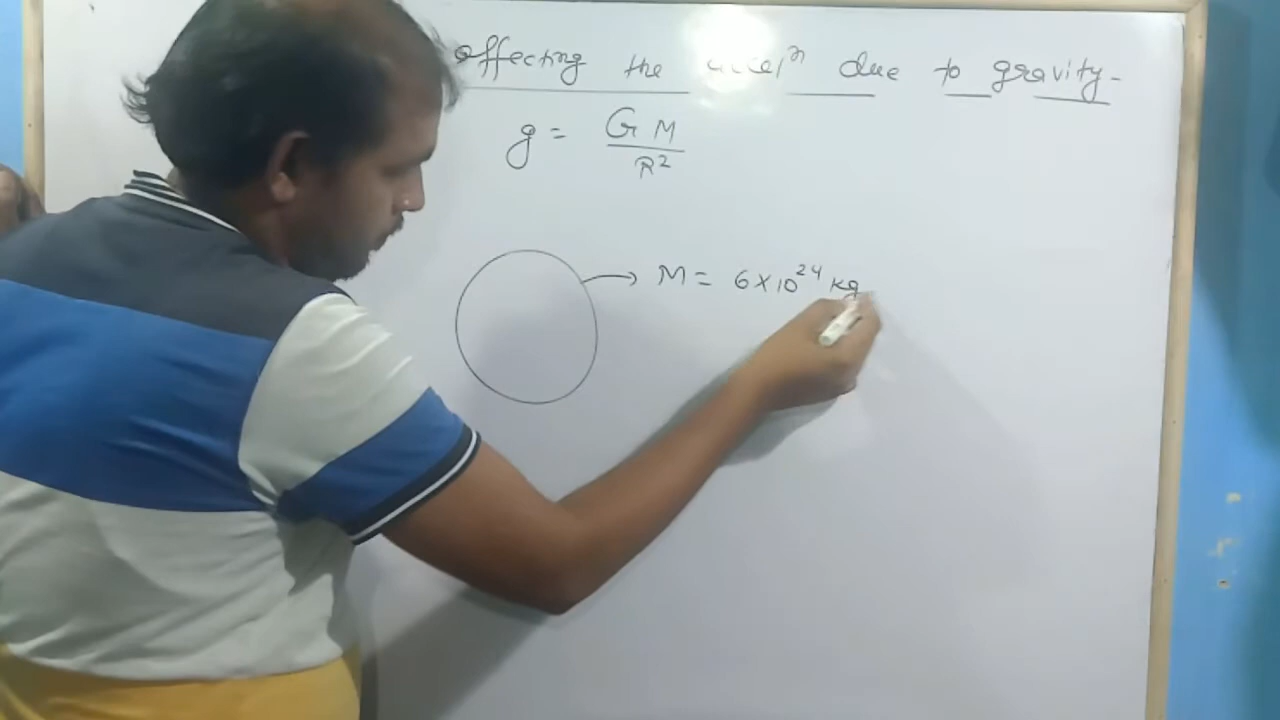 affecting the accelⁿ due to gravity-
g = GM/R²
M = 6×10²⁴ kg